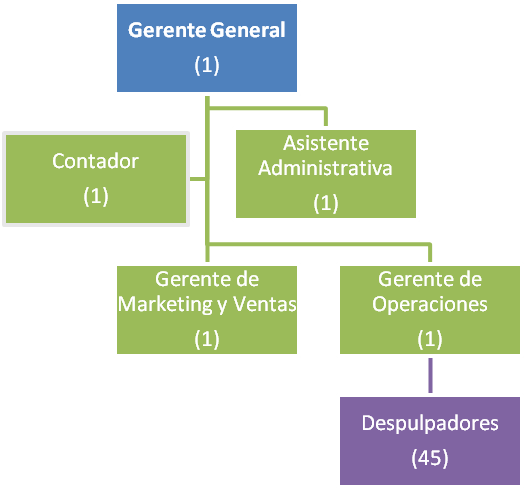 Gerente General
(1)
Asistente
Administrativa
(1)
Contador
(1)
Gerente de
Marketing y Ventas
(1)
Gerente de
Operaciones
(1)
Despulpadores
(45)